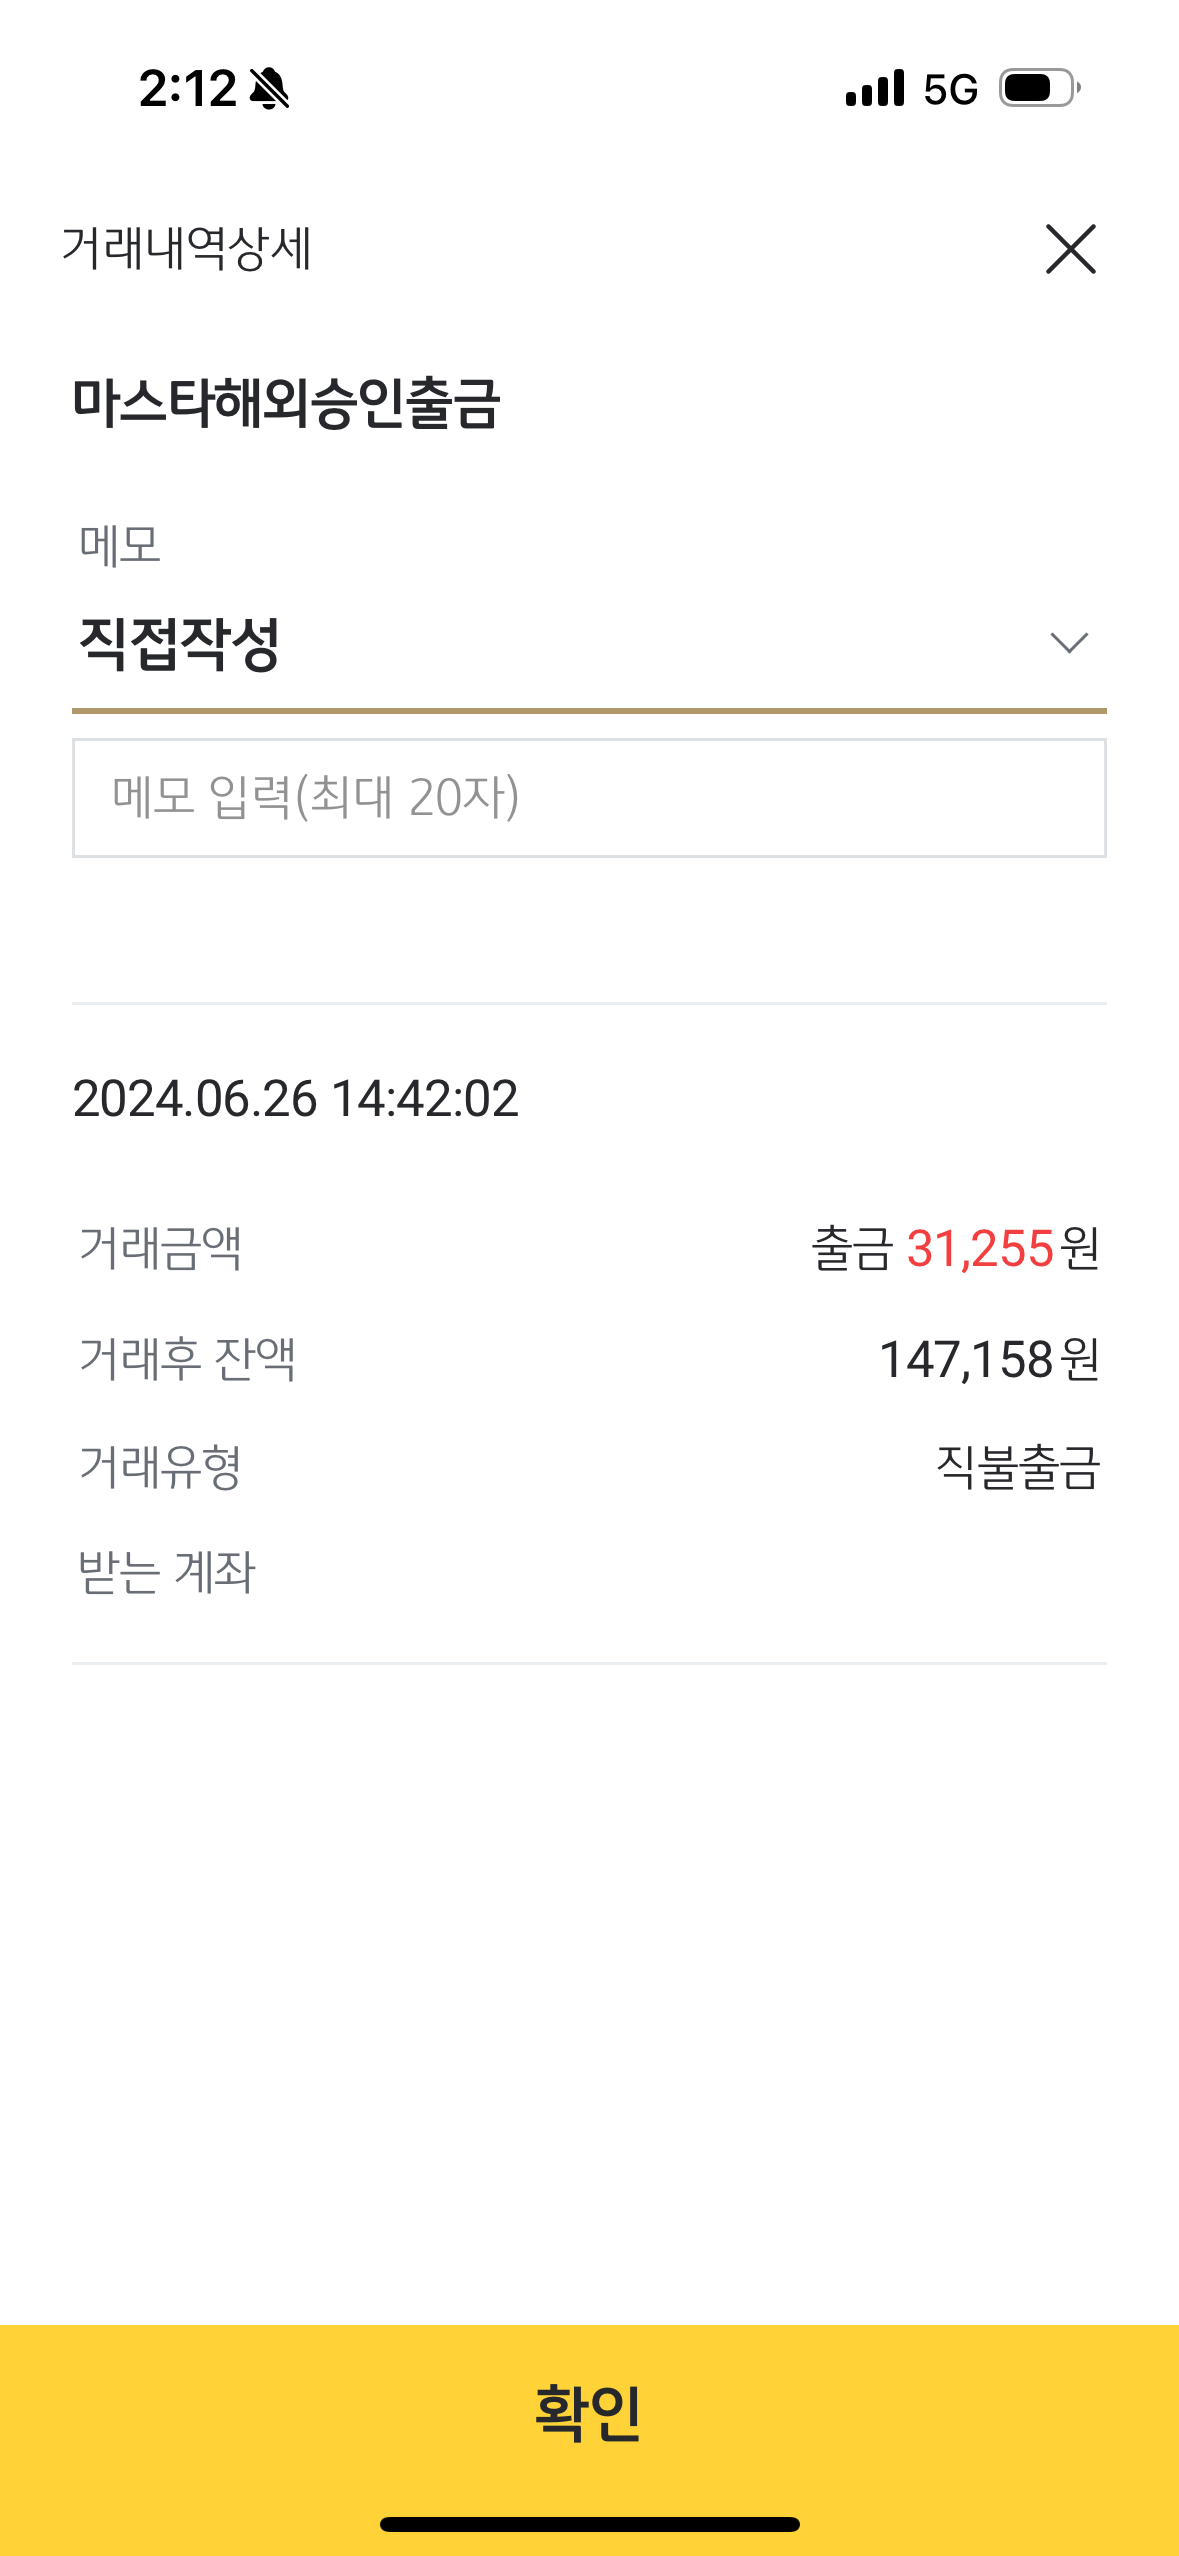 2:12 5G
거래내역상세
마스타해외승인출금
메모
직접작성
메모 입력(최대 20자)
2024.06.26 14:42:02
거래금액 출금 31,255원
거래후 잔액 147,158원
거래유형 직불출금
받는 계좌
확인